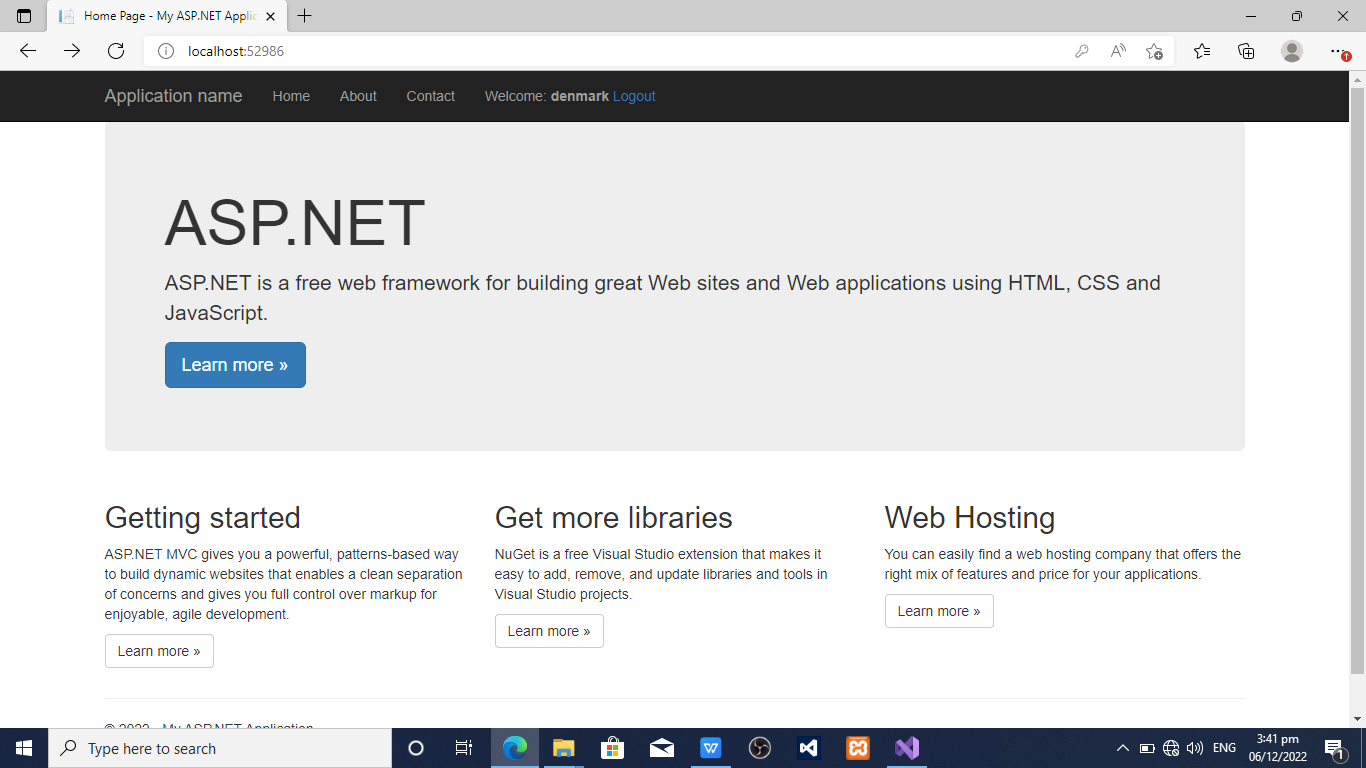 Home Page - My ASP.NET Applic
localhost:52986
Application name Home About Contact Welcome: denmark Logout
ASP.NET
ASP.NET is a free web framework for building great Web sites and Web applications using HTML, CSS and
JavaScript.
Learn more »
Getting started
ASP.NET MVC gives you a powerful, patterns-based way
to build dynamic websites that enables a clean separation
of concerns and gives you full control over markup for
enjoyable, agile development.
Learn more »
Get more libraries
NuGet is a free Visual Studio extension that makes it
easy to add, remove, and update libraries and tools in
Visual Studio projects.
Learn more »
Web Hosting
You can easily find a web hosting company that offers the
right mix of features and price for your applications.
Learn more »
© 2022 - My ASP.NET Application
Type here to search
ENG
3:41 pm
06/12/2022
1